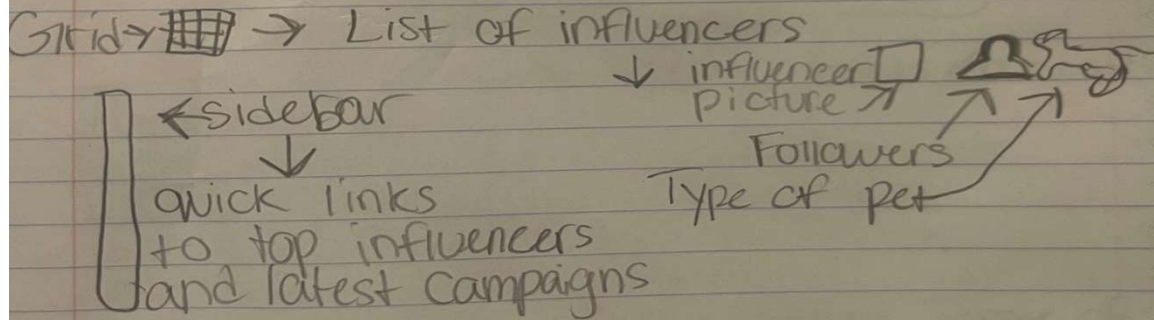 Grid → → List of influencers
↓ influencer
picture ↗
← sidebar
↓
Followers ↗
Type of pet ↗
quick links
to top influencers
and latest campaigns